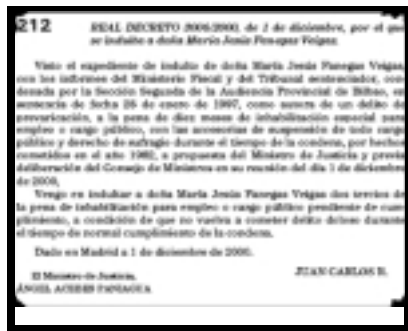 212 REAL DECRETO 2005/2000, de 1 de diciembre, por el que
se indulta a doña María Jesús Vegas.
Visto el expediente de indulto de doña María Jesús Vegas,
con los informes del Ministerio Fiscal y del Tribunal sentenciador, con-
denada por la Sección Segunda de la Audiencia Provincial de Bilbao, en
sentencia de fecha 25 de enero de 1997, como autora de un delito de
prevaricación, a la pena de diez meses de inhabilitación especial para
empleo o cargo público, con las accesorias de suspensión de todo cargo
público y derecho de sufragio durante el tiempo de la condena, por hechos
cometidos en el año 1992, a propuesta del Ministro de Justicia y previa
deliberación del Consejo de Ministros en su reunión del día 1 de diciembre
de 2000,
Vengo en indultar a doña María Jesús Vegas dos tercios de
la pena de inhabilitación para empleo o cargo público pendiente de cum-
plimiento, a condición de que no vuelva a cometer delito doloso durante
el tiempo de normal cumplimiento de la condena.
Dado en Madrid a 1 de diciembre de 2000.
JUAN CARLOS R.
El Ministro de Justicia,
ÁNGEL ACEBES PANIAGUA